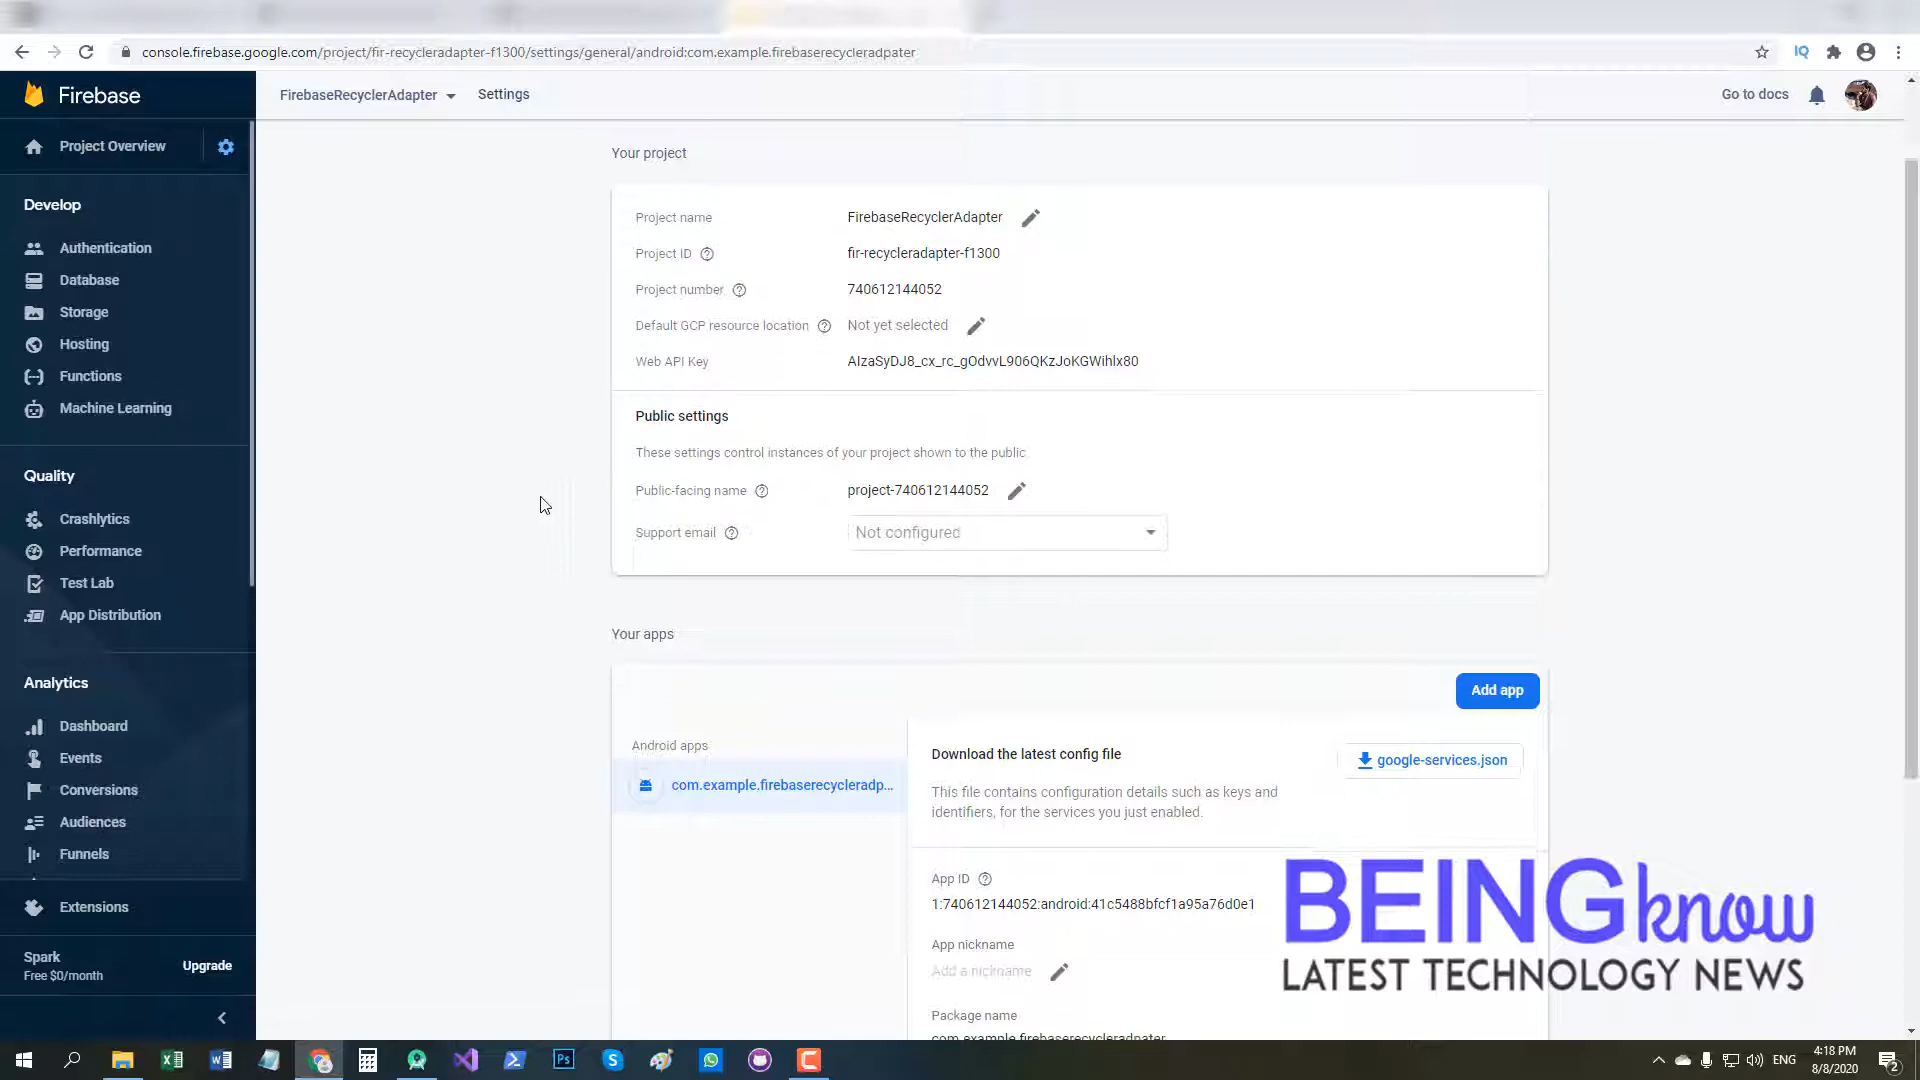 console.firebase.google.com/project/fir-recycleradapter-f1300/settings/general/android:com.example.firebaserecycleradpater
Firebase
FirebaseRecyclerAdapter
Settings
Go to docs
Project Overview
Develop
Authentication
Database
Storage
Hosting
Functions
Machine Learning
Quality
Crashlytics
Performance
Test Lab
App Distribution
Analytics
Dashboard
Events
Conversions
Audiences
Funnels
Extensions
Spark
Free $0/month
Upgrade
Your project
Project name FirebaseRecyclerAdapter
Project ID fir-recycleradapter-f1300
Project number 740612144052
Default GCP resource location Not yet selected
Web API Key AIzaSyDJ8_cx_rc_gOdvvL906QKzJoKGWihlx80
Public settings
These settings control instances of your project shown to the public
Public-facing name project-740612144052
Support email Not configured
Your apps
Add app
Android apps
com.example.firebaserecycleradp...
Download the latest config file
google-services.json
This file contains configuration details such as keys and
identifiers, for the services you just enabled.
App ID
1:740612144052:android:41c5488bfcf1a95a76d0e1
App nickname
Add a nickname
Package name
com.example.firebaserecycleradpater
BEINGknow
LATEST TECHNOLOGY NEWS
ENG
4:18 PM
8/8/2020
2